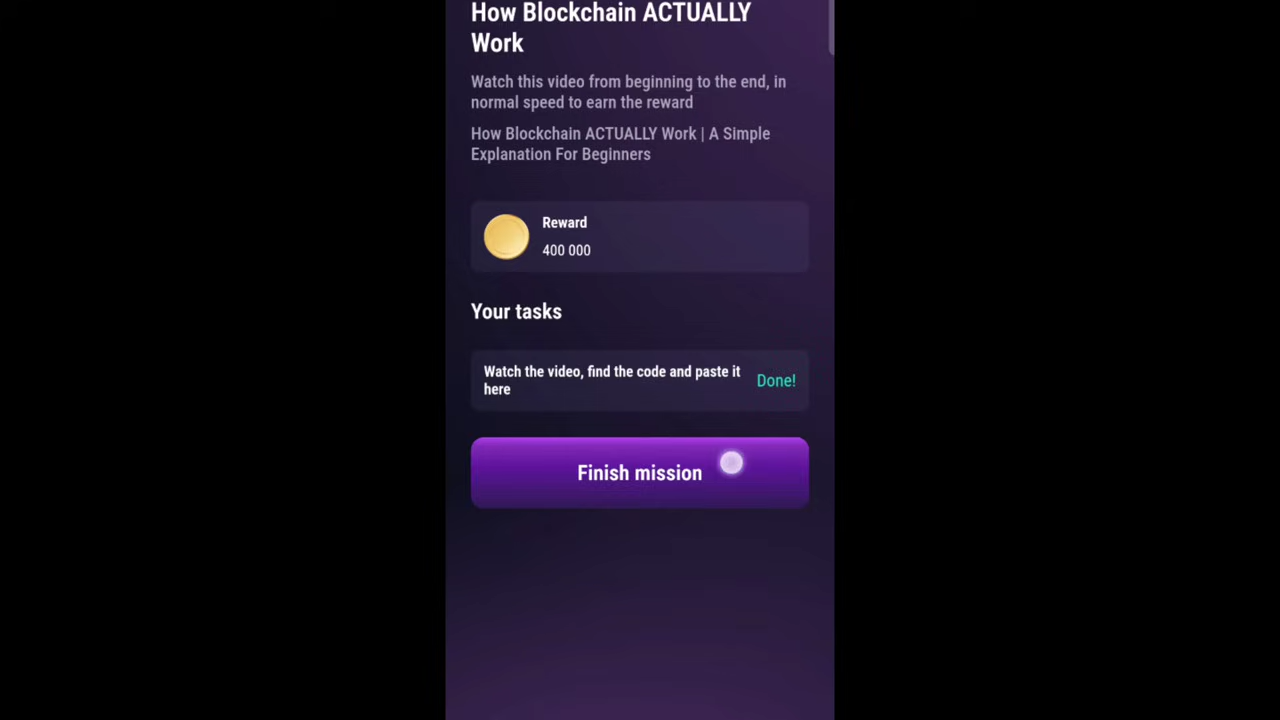 How Blockchain ACTUALLY
Work
Watch this video from beginning to the end, in
normal speed to earn the reward
How Blockchain ACTUALLY Work | A Simple
Explanation For Beginners
Reward
400 000
Your tasks
Watch the video, find the code and paste it
here
Done!
Finish mission